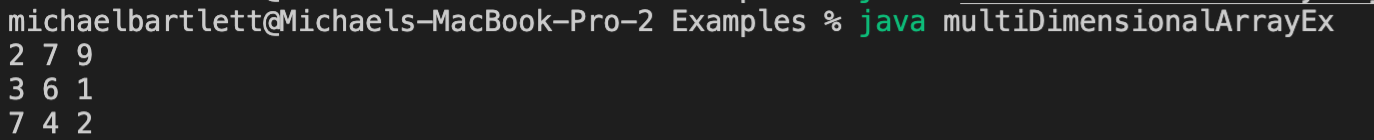 michaelbartlett@Michaels-MacBook-Pro-2 Examples % java multiDimensionalArrayEx
2 7 9
3 6 1
7 4 2